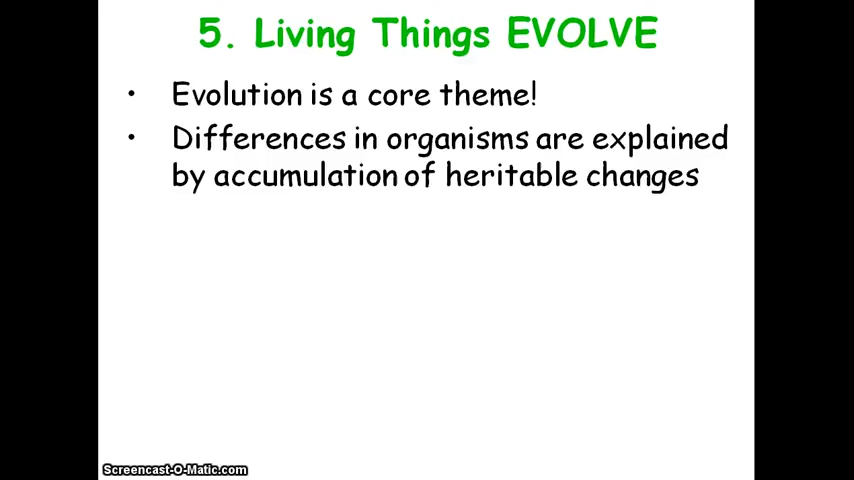 5. Living Things EVOLVE
• Evolution is a core theme!
• Differences in organisms are explained
by accumulation of heritable changes
Screencast-O-Matic.com